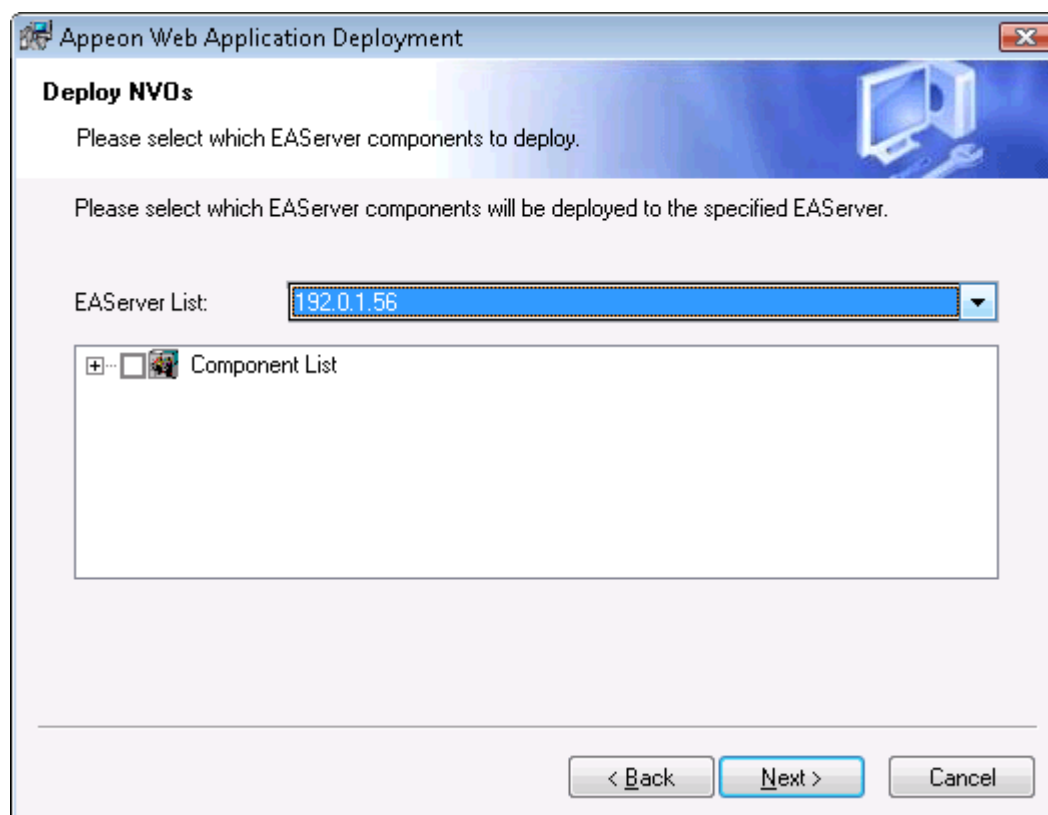 Appeon Web Application Deployment
Deploy NVOs
Please select which EAServer components to deploy.
Please select which EAServer components will be deployed to the specified EAServer.
EAServer List: 192.0.1.56
Component List
< Back Next > Cancel